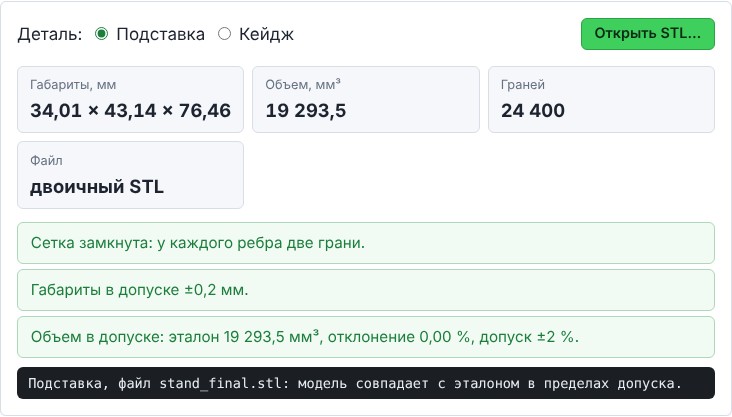 Деталь: Подставка Кейдж Открыть STL...
Габариты, мм
34,01 × 43,14 × 76,46
Объем, мм³
19 293,5
Граней
24 400
Файл
двоичный STL
Сетка замкнута: у каждого ребра две грани.
Габариты в допуске ±0,2 мм.
Объем в допуске: эталон 19 293,5 мм³, отклонение 0,00 %, допуск ±2 %.
Подставка, файл stand_final.stl: модель совпадает с эталоном в пределах допуска.